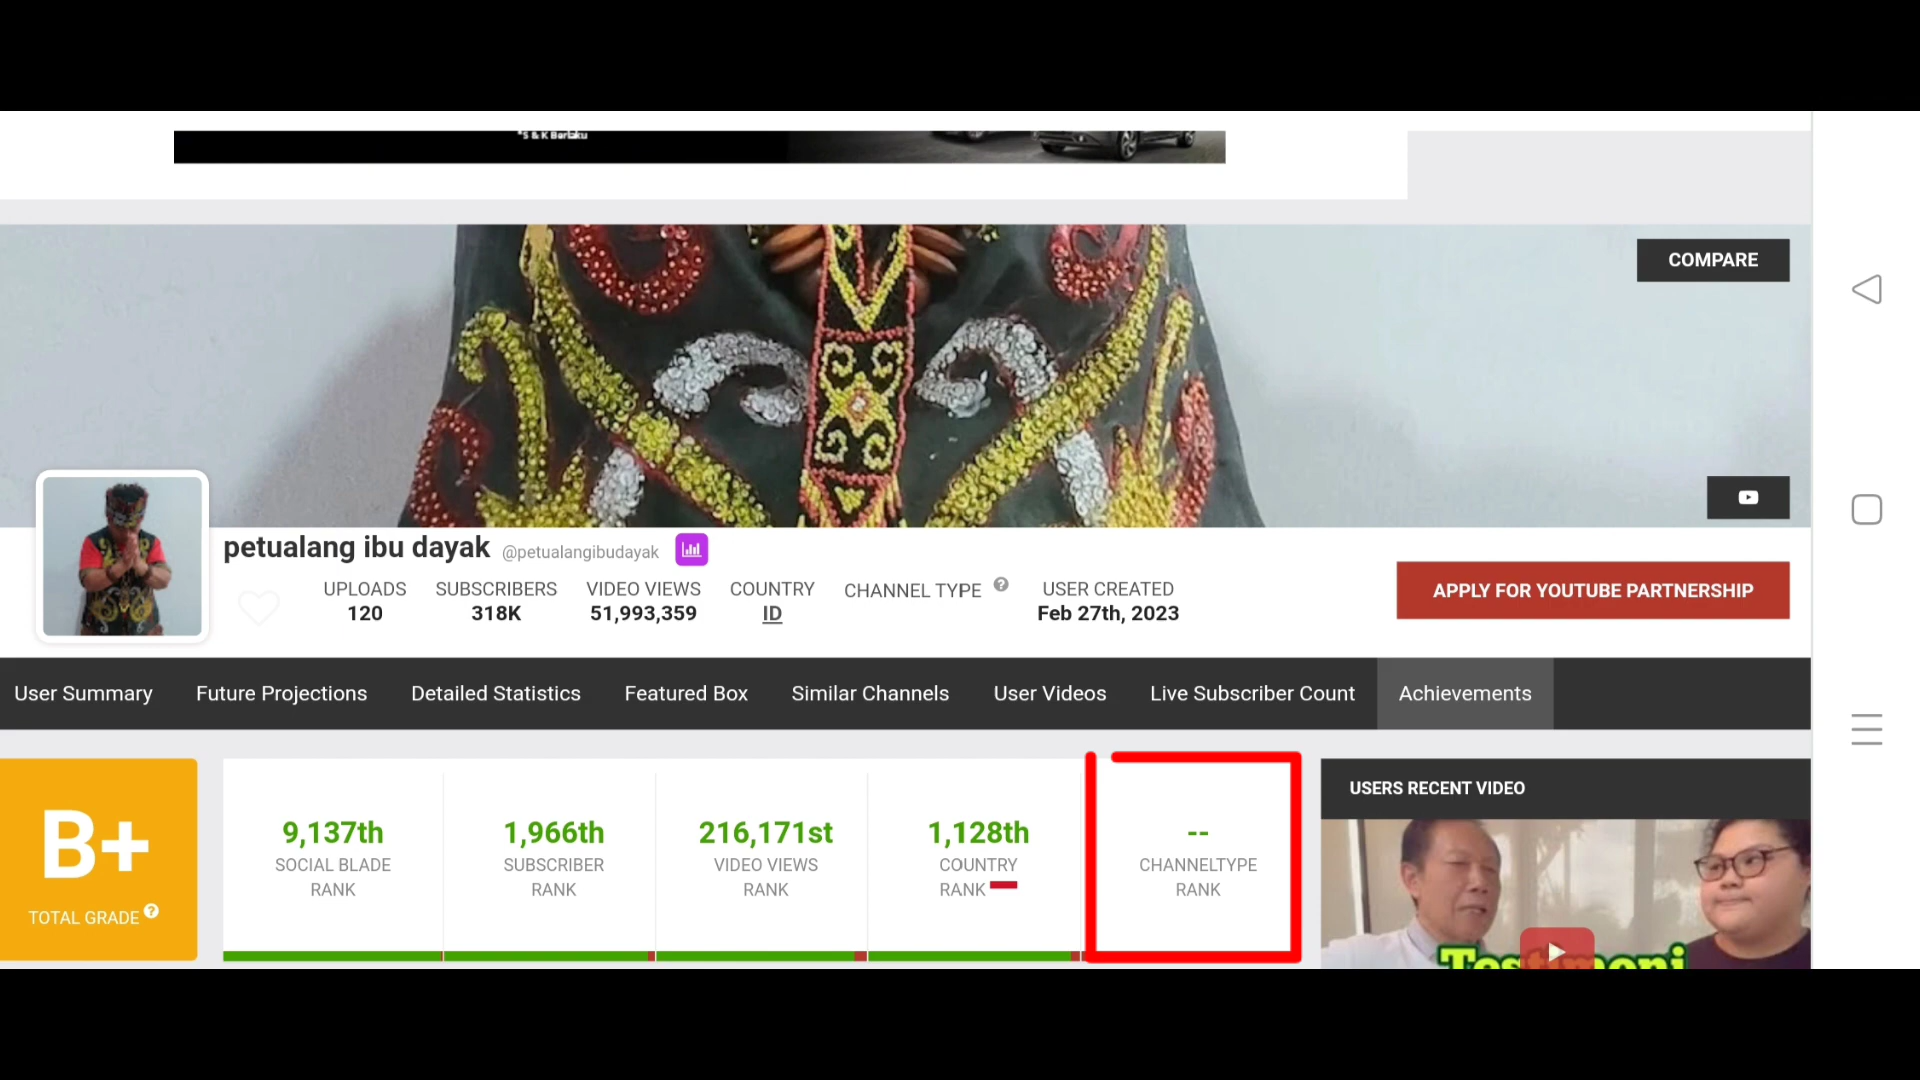 *S & K Berlaku
COMPARE
petualang ibu dayak @petualangibudayak
UPLOADS
120
SUBSCRIBERS
318K
VIDEO VIEWS
51,993,359
COUNTRY
ID
CHANNEL TYPE ?
USER CREATED
Feb 27th, 2023
APPLY FOR YOUTUBE PARTNERSHIP
User Summary Future Projections Detailed Statistics Featured Box Similar Channels User Videos Live Subscriber Count Achievements
B+
TOTAL GRADE ?
9,137th
SOCIAL BLADE
RANK
1,966th
SUBSCRIBER
RANK
216,171st
VIDEO VIEWS
RANK
1,128th
COUNTRY
RANK
--
CHANNELTYPE
RANK
USERS RECENT VIDEO